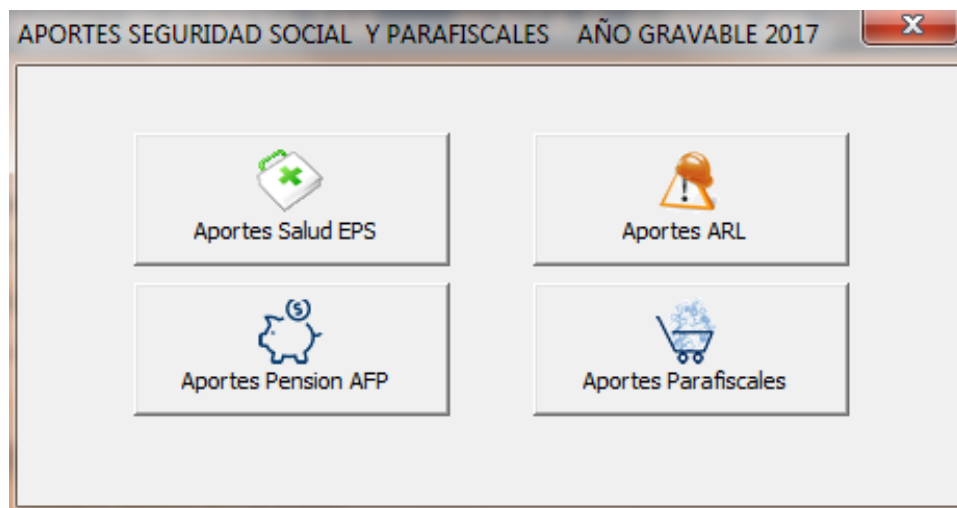 APORTES SEGURIDAD SOCIAL Y PARAFISCALES AÑO GRAVABLE 2017
Aportes Salud EPS
Aportes ARL
Aportes Pension AFP
Aportes Parafiscales